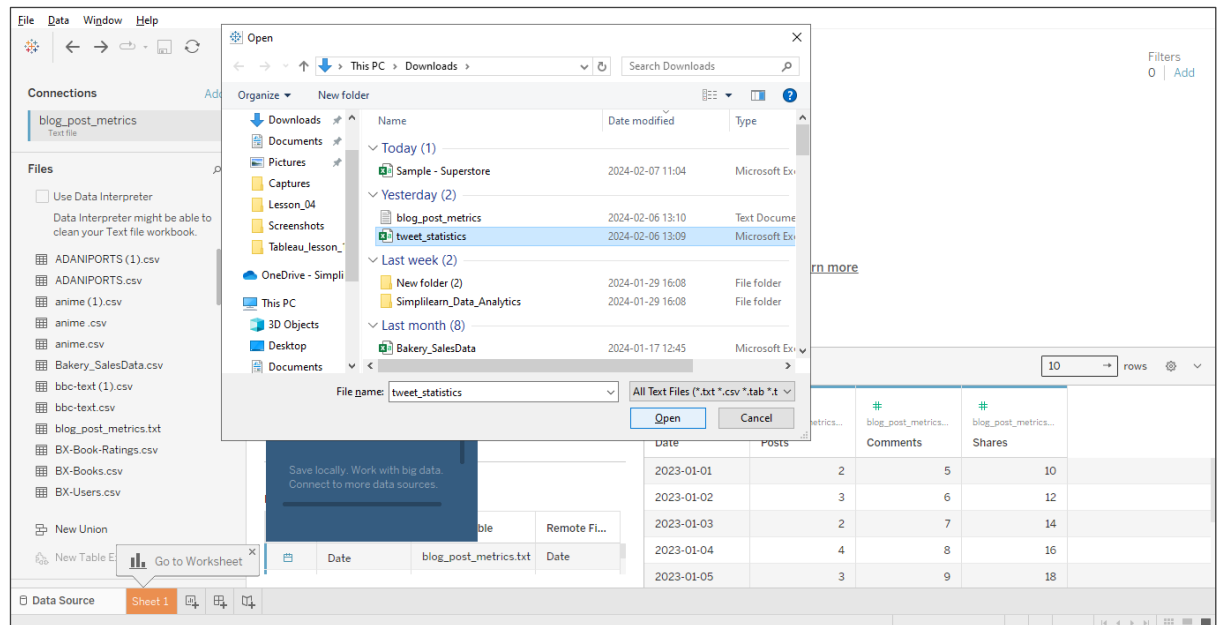 File Data Window Help
Connections
Add
blog_post_metrics
Text file
Files
Use Data Interpreter
Data Interpreter might be able to
clean your Text file workbook.
ADANIPORTS (1).csv
ADANIPORTS.csv
anime (1).csv
anime .csv
anime.csv
Bakery_SalesData.csv
bbc-text (1).csv
bbc-text.csv
blog_post_metrics.txt
BX-Book-Ratings.csv
BX-Books.csv
BX-Users.csv
New Union
New Table E
Go to Worksheet
Open
This PC > Downloads >
Search Downloads
Organize New folder
Downloads
Documents
Pictures
Captures
Lesson_04
Screenshots
Tableau_lesson_
OneDrive - Simpli
This PC
3D Objects
Desktop
Documents
Name Date modified Type
Today (1)
Sample - Superstore 2024-02-07 11:04 Microsoft Ex
Yesterday (2)
blog_post_metrics 2024-02-06 13:10 Text Docume
tweet_statistics 2024-02-06 13:09 Microsoft Ex
Last week (2)
New folder (2) 2024-01-29 16:08 File folder
Simplilearn_Data_Analytics 2024-01-29 16:08 File folder
Last month (8)
Bakery_SalesData 2024-01-17 12:45 Microsoft Ex
File name: tweet_statistics
All Text Files (*.txt *.csv *.tab *.t
Open Cancel
Filters
0 | Add
rn more
10 → rows
Save locally. Work with big data.
Connect to more data sources.
ble Remote Fi...
Date blog_post_metrics.txt Date
etrics... blog_post_metrics... blog_post_metrics...
Date Posts Comments Shares
2023-01-01 2 5 10
2023-01-02 3 6 12
2023-01-03 2 7 14
2023-01-04 4 8 16
2023-01-05 3 9 18
Data Source Sheet 1